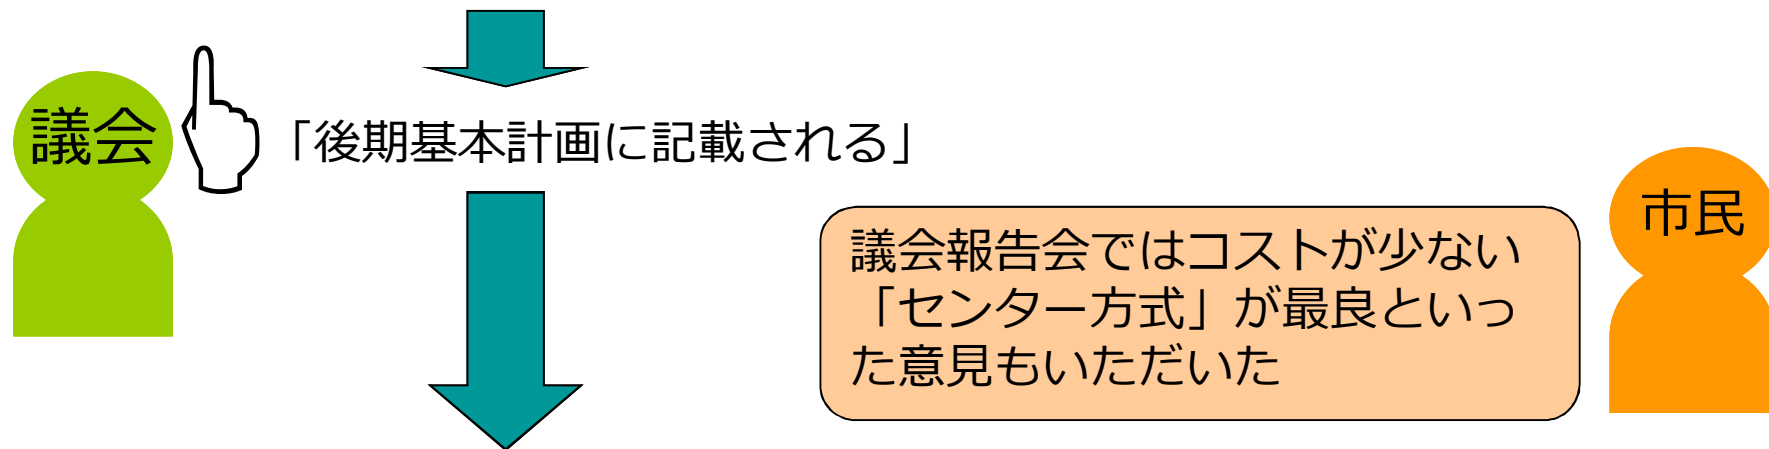 議会
「後期基本計画に記載される」
市民
議会報告会ではコストが少ない
「センター方式」が最良といっ
た意見もいただいた